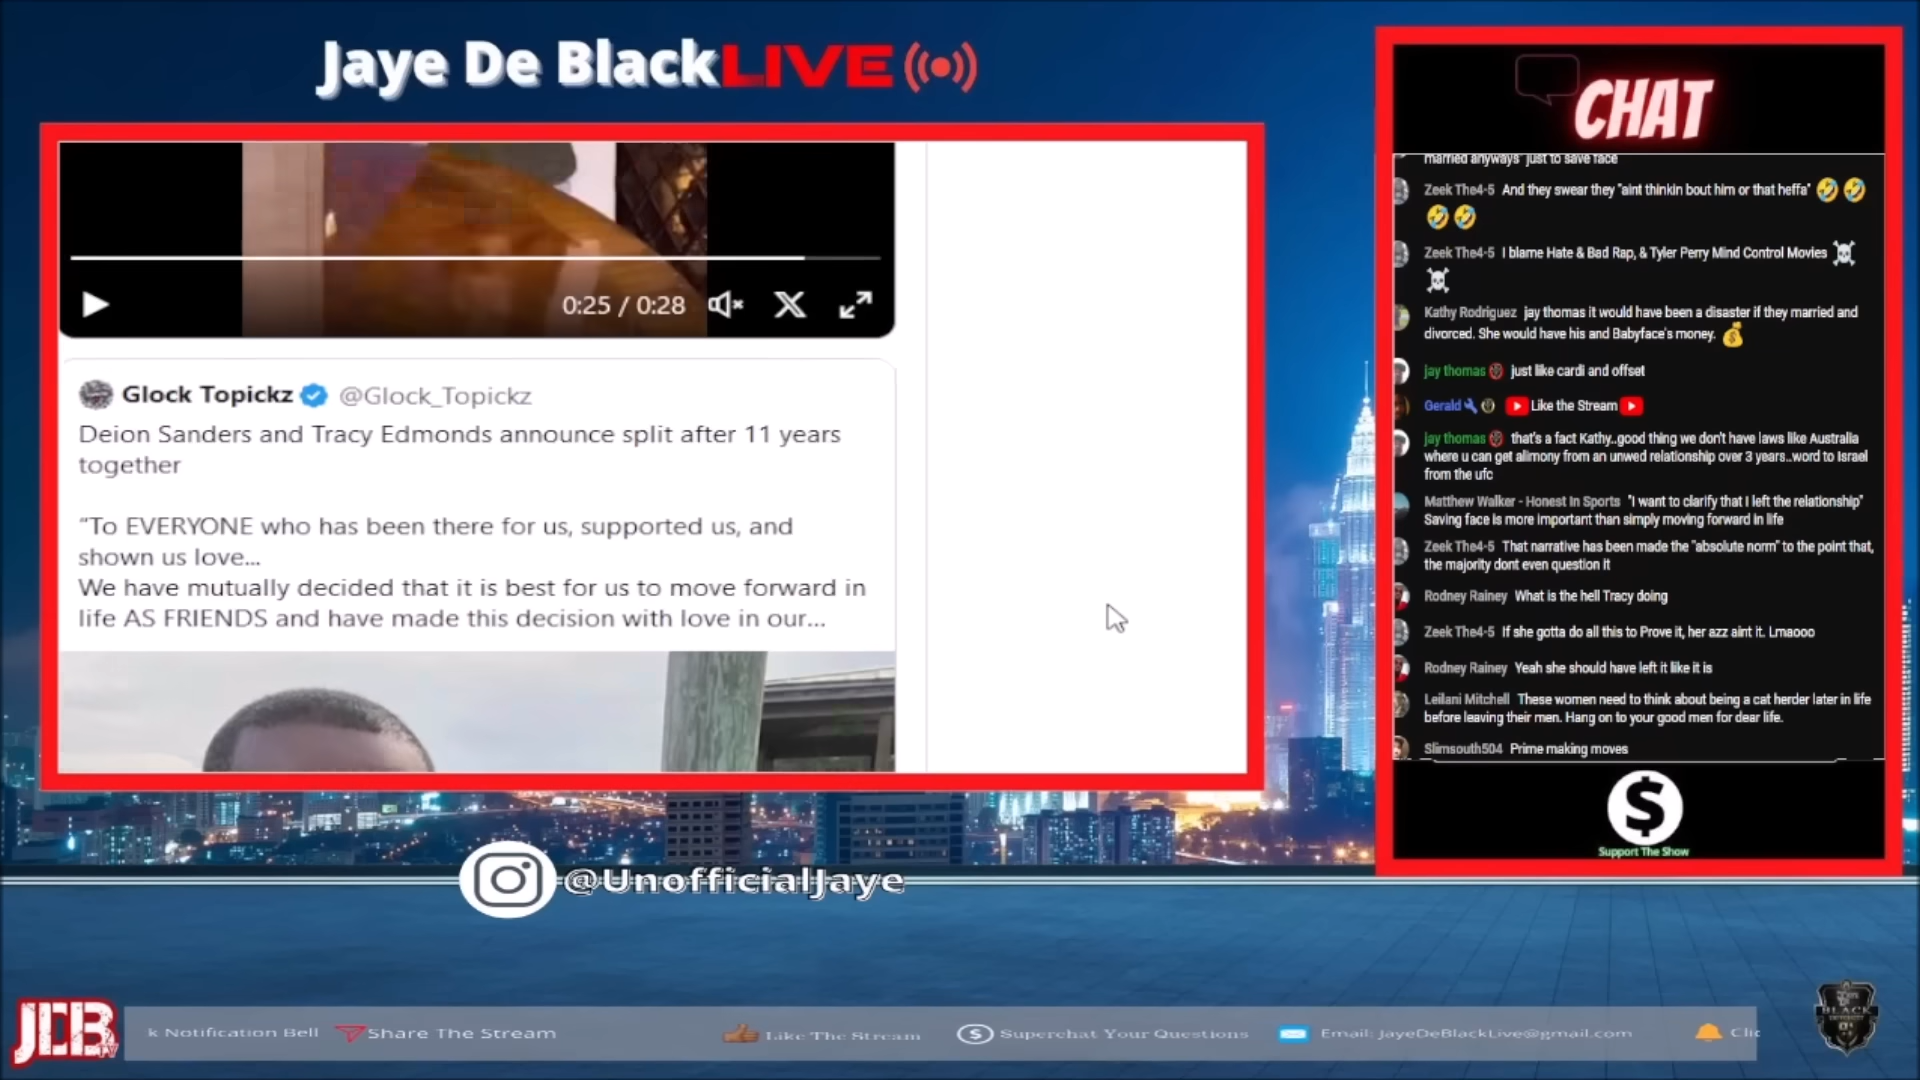 Jaye De Black LIVE
0:25 / 0:28
Glock Topickz @Glock_Topickz
Deion Sanders and Tracy Edmonds announce split after 11 years
together
“To EVERYONE who has been there for us, supported us, and
shown us love...
We have mutually decided that it is best for us to move forward in
life AS FRIENDS and have made this decision with love in our...
CHAT
married anyways' just to save face
Zeek The4-5 And they swear they "aint thinkin bout him or that heffa"
Zeek The4-5 I blame Hate & Bad Rap, & Tyler Perry Mind Control Movies
Kathy Rodriguez jay thomas it would have been a disaster if they married and
divorced. She would have his and Babyface's money.
jay thomas just like cardi and offset
Gerald Like the Stream
jay thomas that's a fact Kathy..good thing we don't have laws like Australia
where u can get alimony from an unwed relationship over 3 years..word to Israel
from the ufc
Matthew Walker - Honest In Sports "I want to clarify that I left the relationship"
Saving face is more important than simply moving forward in life
Zeek The4-5 That narrative has been made the "absolute norm" to the point that,
the majority dont even question it
Rodney Rainey What is the hell Tracy doing
Zeek The4-5 If she gotta do all this to Prove it, her azz aint it. Lmaooo
Rodney Rainey Yeah she should have left it like it is
Leilani Mitchell These women need to think about being a cat herder later in life
before leaving their men. Hang on to your good men for dear life.
Slimsouth504 Prime making moves
$
Support The Show
@UnofficialJaye
JDB TV
k Notification Bell Share The Stream Like The Stream $ Superchat Your Questions Email: JayeDeBlackLive@gmail.com Clic
BLACK